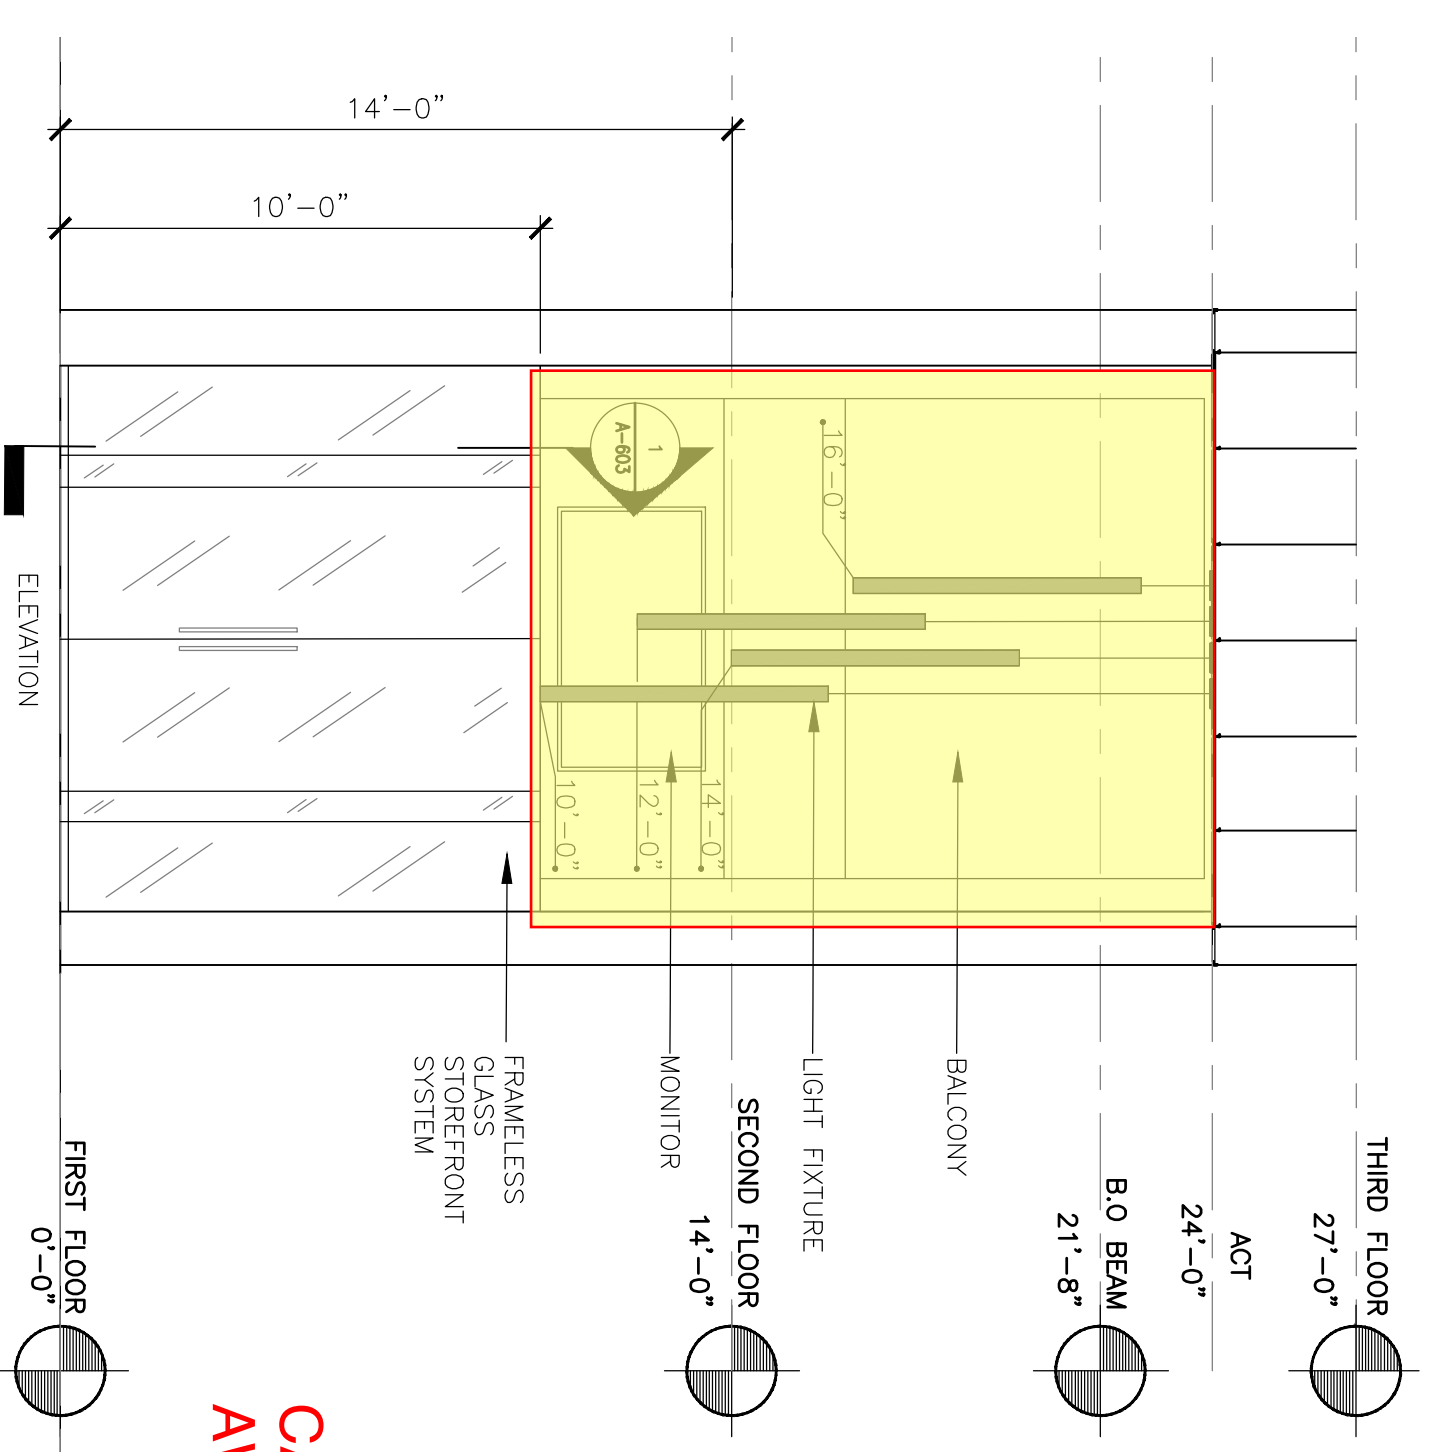 14'-0"
10'-0"
1
A-603
16'-0"
10'-0"
12'-0"
14'-0"
ELEVATION
FRAMELESS
GLASS
STOREFRONT
SYSTEM
MONITOR
LIGHT FIXTURE
BALCONY
THIRD FLOOR
27'-0"
ACT
24'-0"
B.O BEAM
21'-8"
SECOND FLOOR
14'-0"
FIRST FLOOR
0'-0"